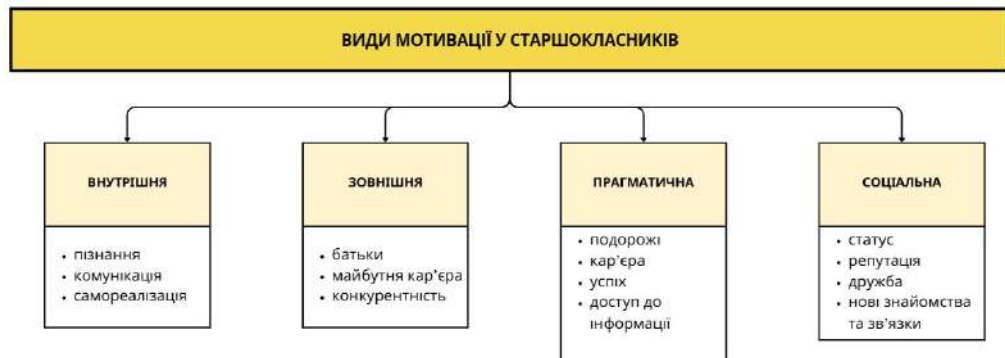 ВИДИ МОТИВАЦІЇ У СТАРШОКЛАСНИКІВ
ВНУТРІШНЯ
• пізнання
• комунікація
• самореалізація
ЗОВНІШНЯ
• батьки
• майбутня кар'єра
• конкурентність
ПРАГМАТИЧНА
• подорожі
• кар'єра
• успіх
• доступ до
інформації
СОЦІАЛЬНА
• статус
• репутація
• дружба
• нові знайомства
та зв'язки